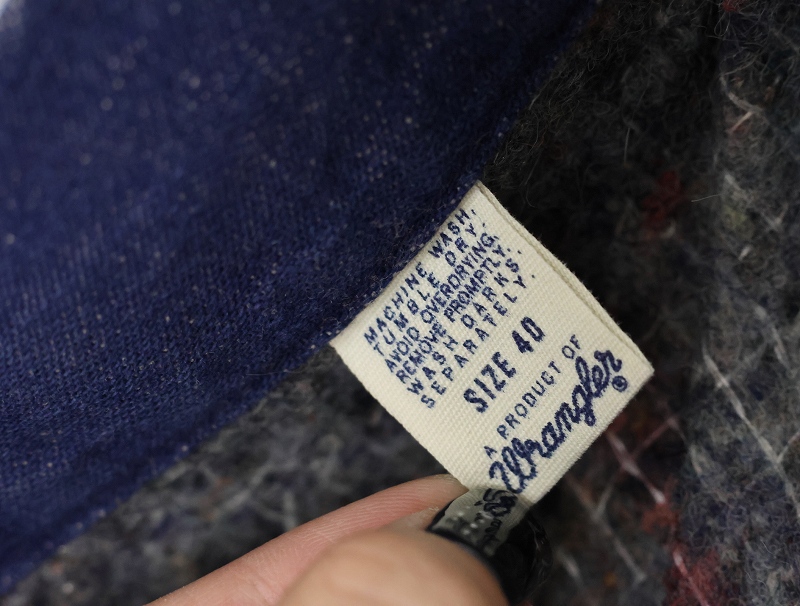 MACHINE WASH,
TUMBLE DRY.
AVOID OVERDRYING.
REMOVE PROMPTLY.
WASH DARKS
SEPARATELY.
SIZE 40
A PRODUCT OF
Wrangler®